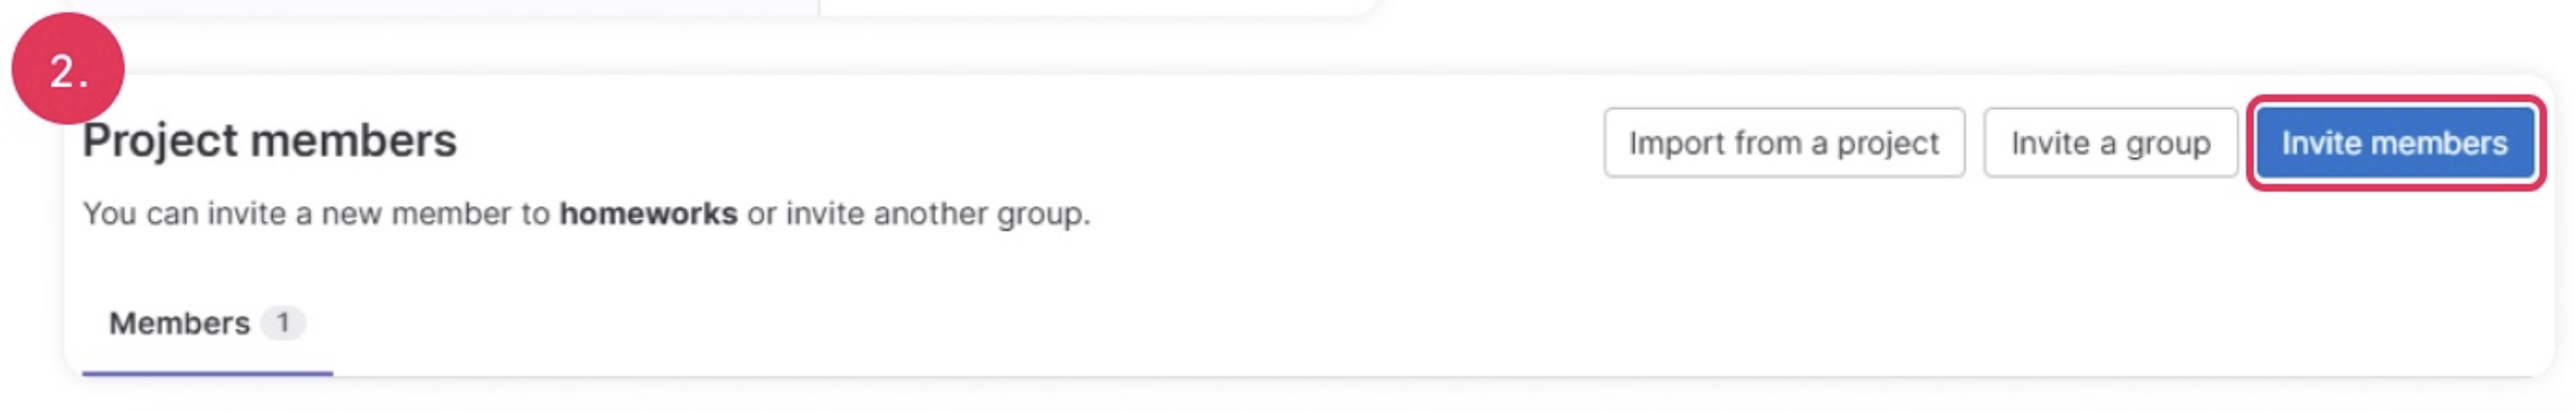 2.
Project members
Import from a project
Invite a group
Invite members
You can invite a new member to homeworks or invite another group.
Members 1